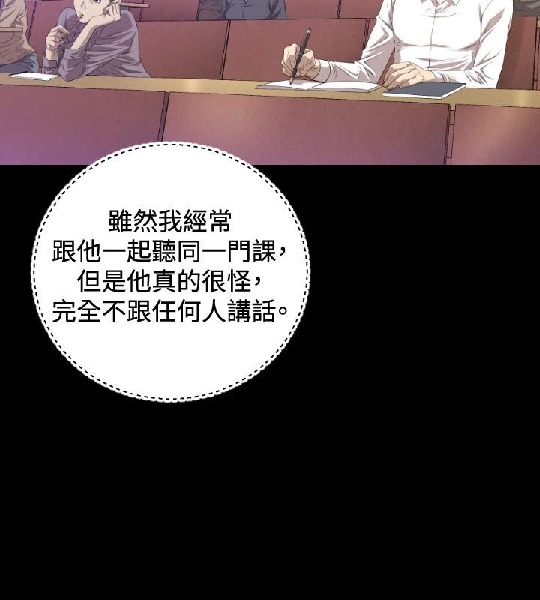 雖然我經常
跟他一起聽同一門課，
但是他真的很怪，
完全不跟任何人講話。